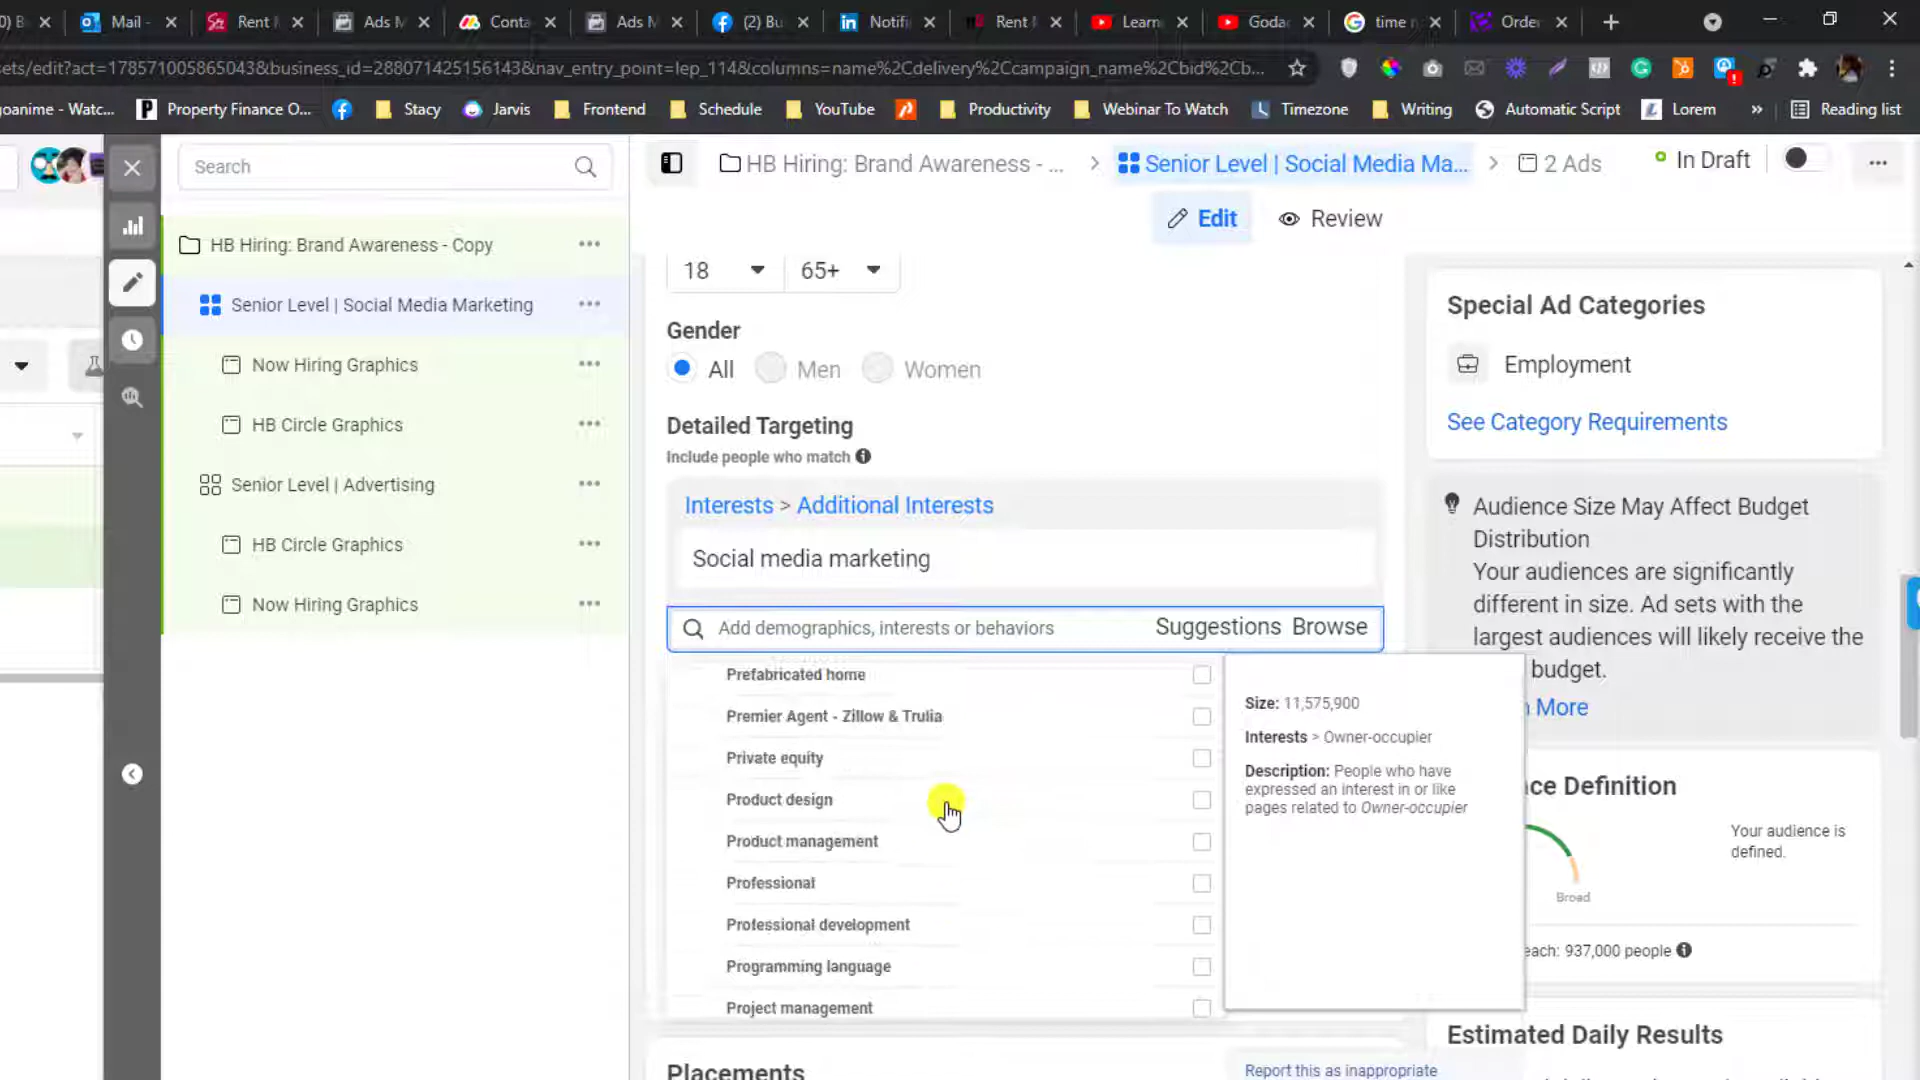 0) B
Mail -
Rent
Ads M
Conta
Ads M
(2) Bu
Notifi
Rent
Learn
Godac
time n
Order
ets/edit?act=178571005865043&business_id=288071425156143&nav_entry_point=lep_114&columns=name%2Cdelivery%2Ccampaign_name%2Cbid%2Cb...
goanime - Watc...
Property Finance O...
Stacy
Jarvis
Frontend
Schedule
YouTube
Productivity
Webinar To Watch
Timezone
Writing
Automatic Script
Lorem
»
Reading list
Search
HB Hiring: Brand Awareness - ...
Senior Level | Social Media Ma...
2 Ads
In Draft
Edit
Review
HB Hiring: Brand Awareness - Copy
Senior Level | Social Media Marketing
Now Hiring Graphics
HB Circle Graphics
Senior Level | Advertising
HB Circle Graphics
Now Hiring Graphics
18
65+
Gender
All
Men
Women
Detailed Targeting
Include people who match
Interests > Additional Interests
Social media marketing
Add demographics, interests or behaviors
Suggestions
Browse
Prefabricated home
Premier Agent - Zillow & Trulia
Private equity
Product design
Product management
Professional
Professional development
Programming language
Project management
Size: 11,575,900
Interests > Owner-occupier
Description: People who have
expressed an interest in or like
pages related to Owner-occupier
Report this as inappropriate
Placements
Special Ad Categories
Employment
See Category Requirements
Audience Size May Affect Budget
Distribution
Your audiences are significantly
different in size. Ad sets with the
largest audiences will likely receive the
budget.
More
ce Definition
Your audience is
defined.
Broad
each: 937,000 people
Estimated Daily Results